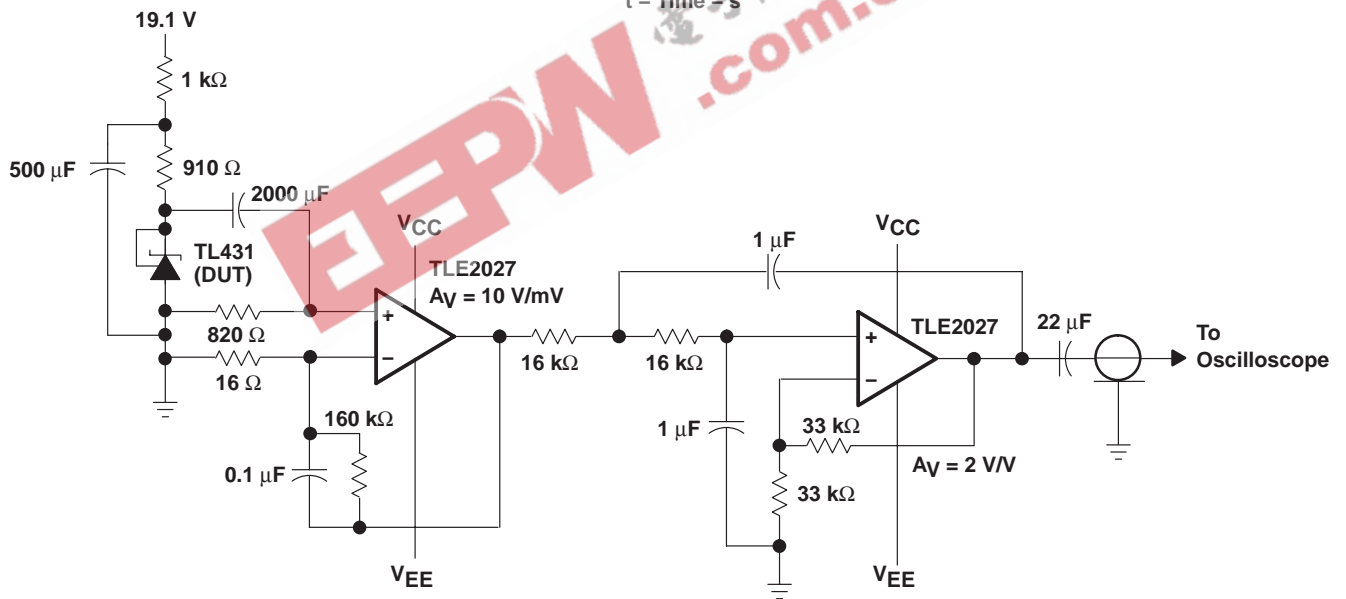 t – Time – s
EEPW
.com.c
19.1 V
1 kΩ
500 μF
910 Ω
2000 μF
TL431
(DUT)
820 Ω
16 Ω
160 kΩ
0.1 μF
VCC
TLE2027
AV = 10 V/mV
VEE
16 kΩ
16 kΩ
1 μF
1 μF
VCC
TLE2027
33 kΩ
33 kΩ
AV = 2 V/V
VEE
22 μF
To
Oscilloscope